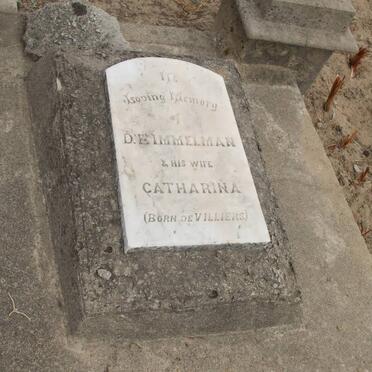 In
Loving Memory
of
D. E IMMELMAN
& HIS WIFE
CATHARINA
(BORN DE VILLIERS)